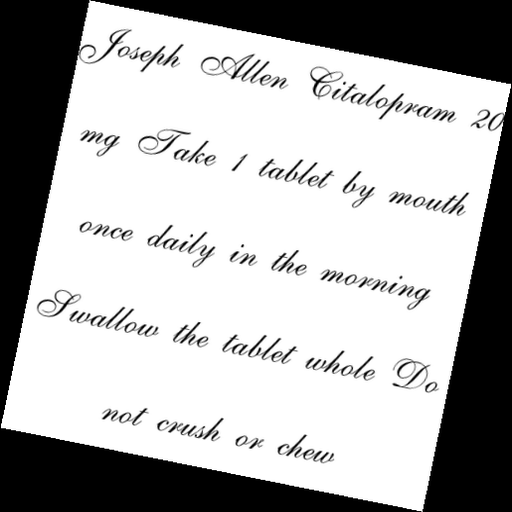 Joseph Allen Citalopram 20
mg Take 1 tablet by mouth
once daily in the morning
Swallow the tablet whole Do
not crush or chew